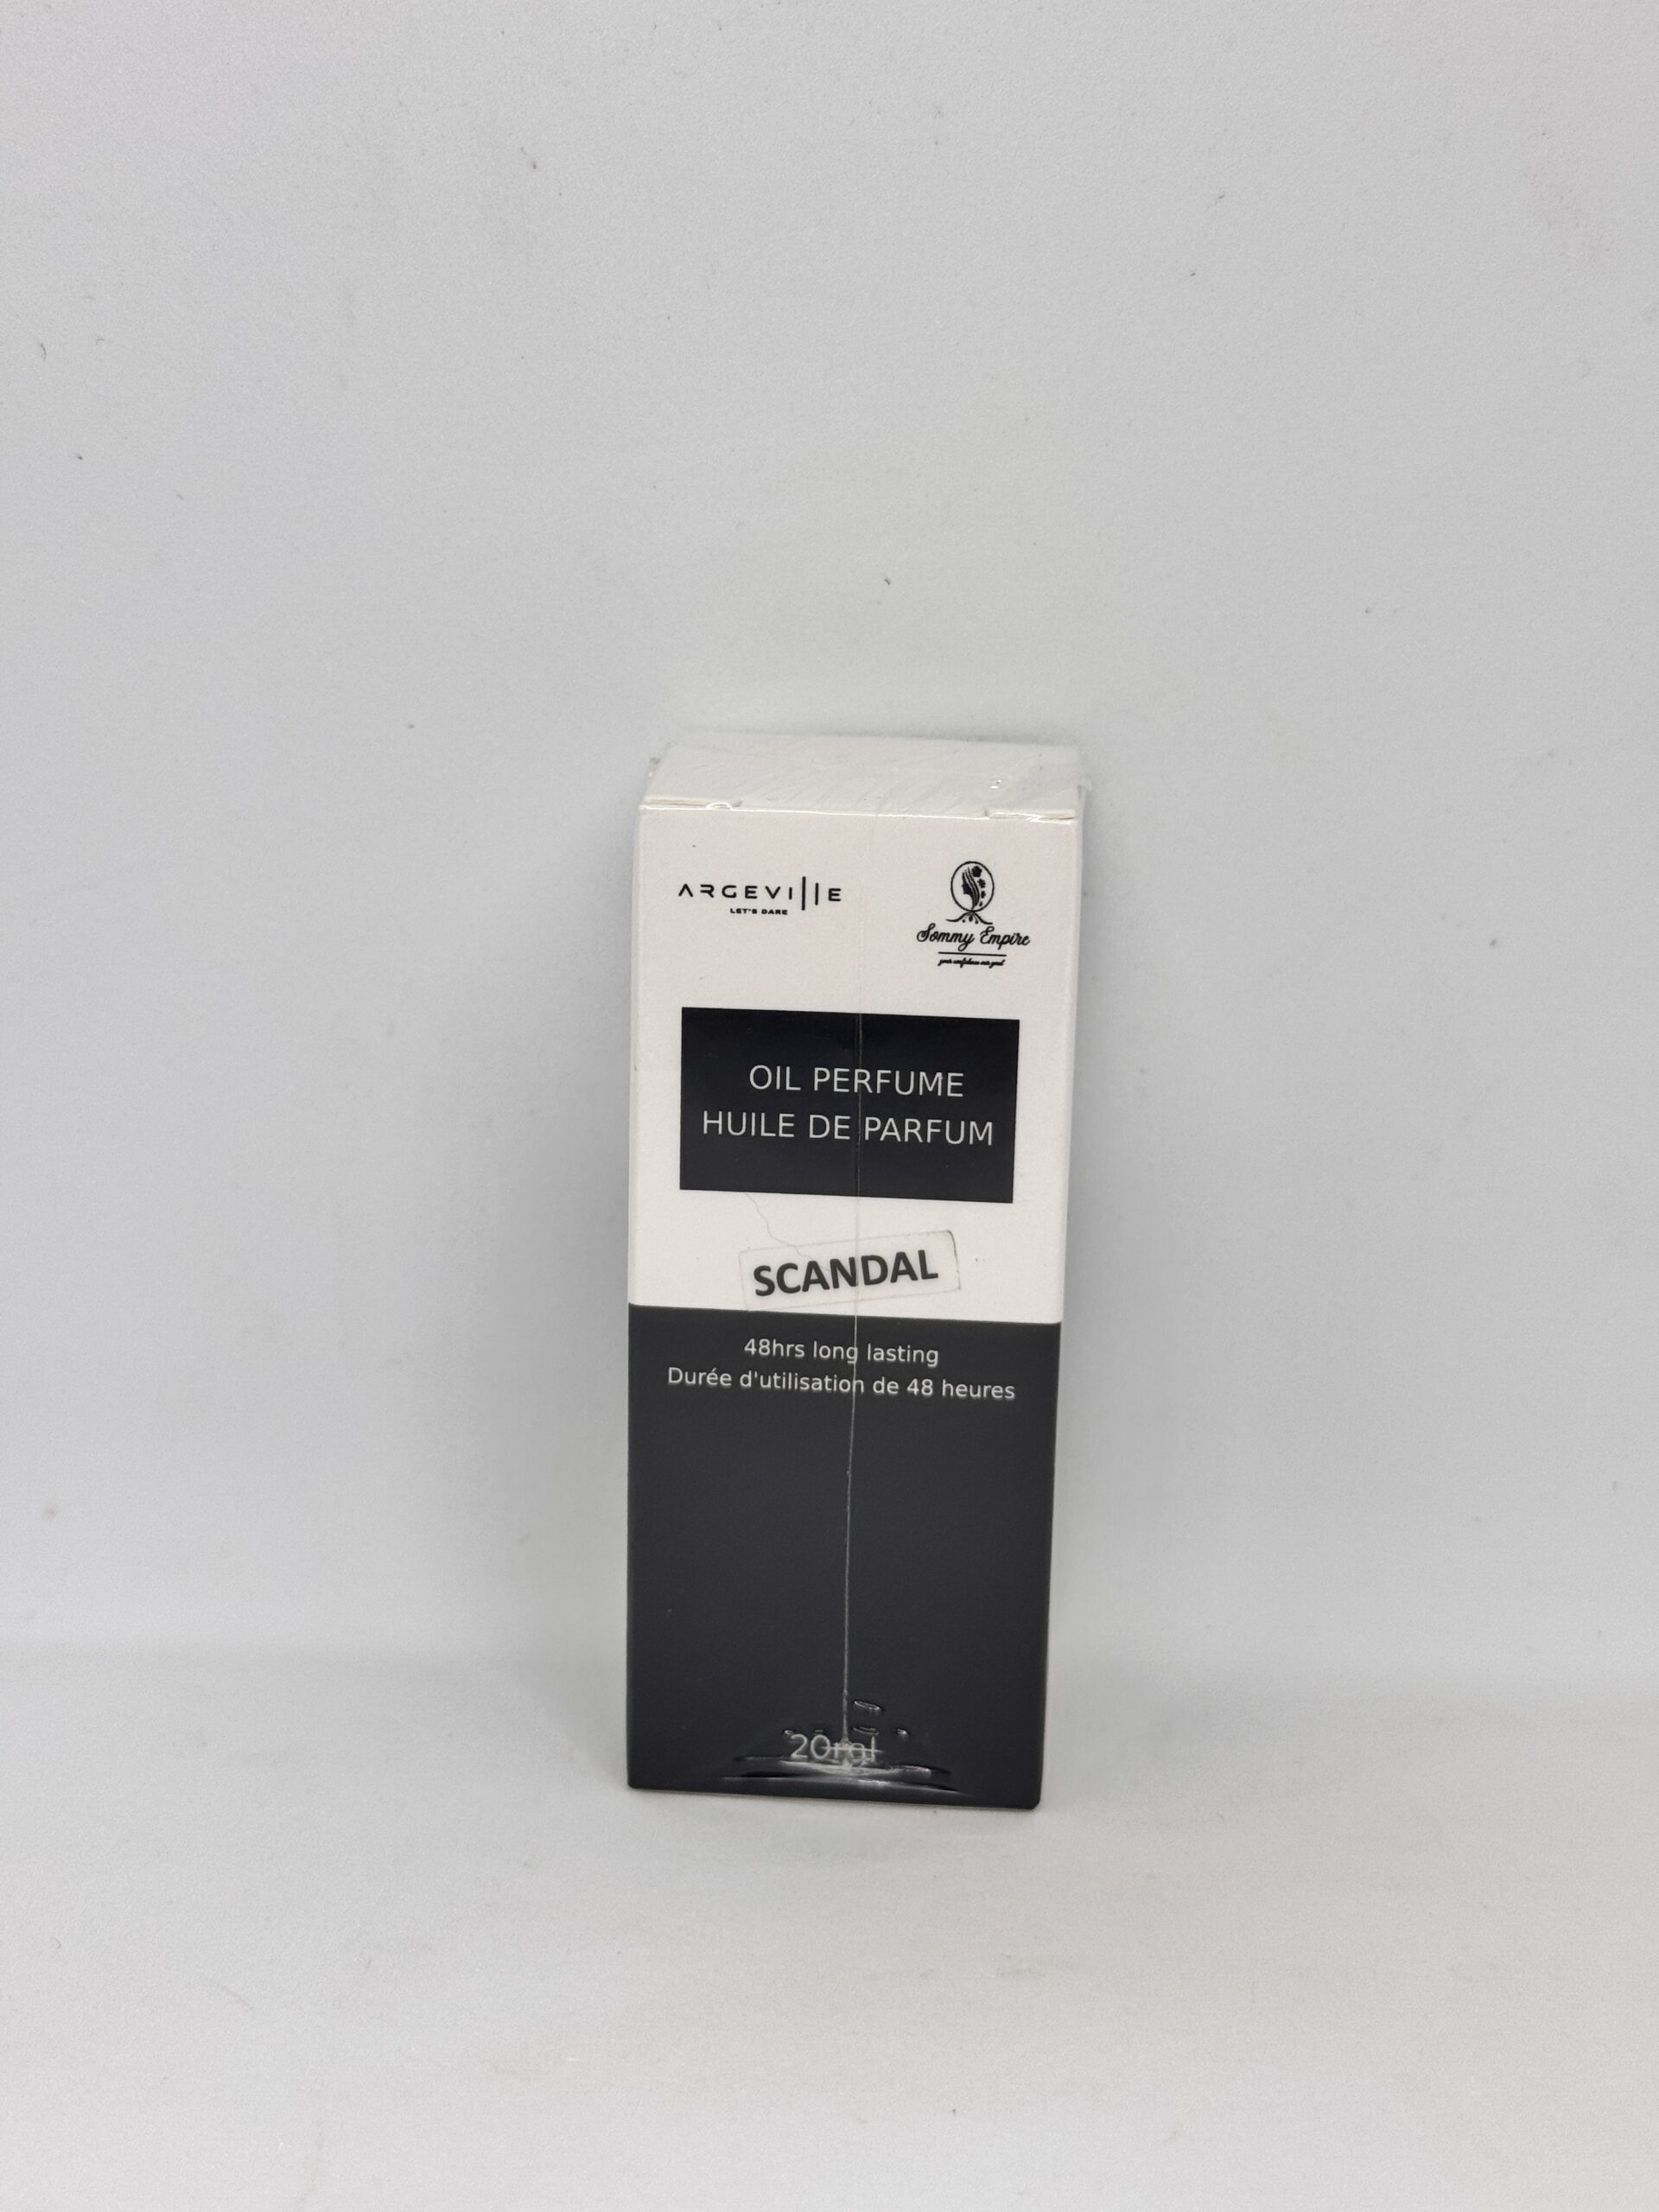 ARGEVILLE
LET'S DARE
Sommy Empire
OIL PERFUME
HUILE DE PARFUM
SCANDAL
48hrs long lasting
Durée d'utilisation de 48 heures
20ml